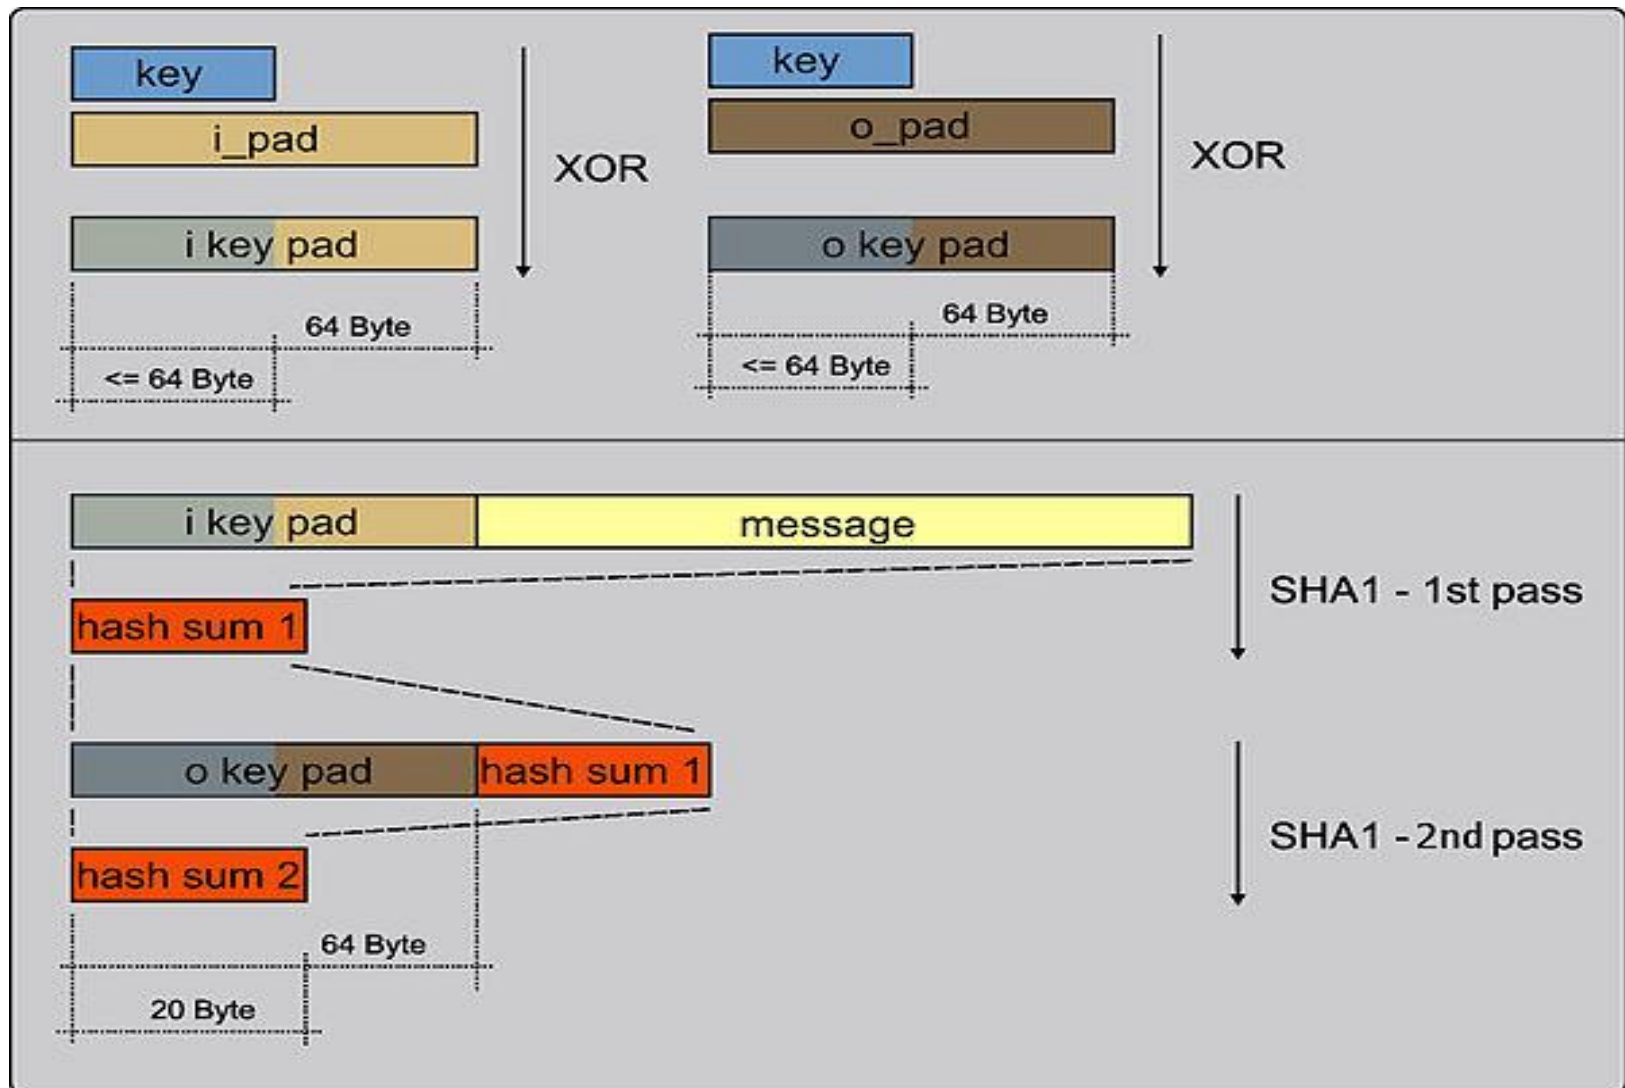 key
i_pad
XOR
i key pad
64 Byte
<= 64 Byte
key
o_pad
XOR
o key pad
64 Byte
<= 64 Byte
i key pad message
SHA1 - 1st pass
hash sum 1
o key pad hash sum 1
SHA1 - 2nd pass
hash sum 2
64 Byte
20 Byte